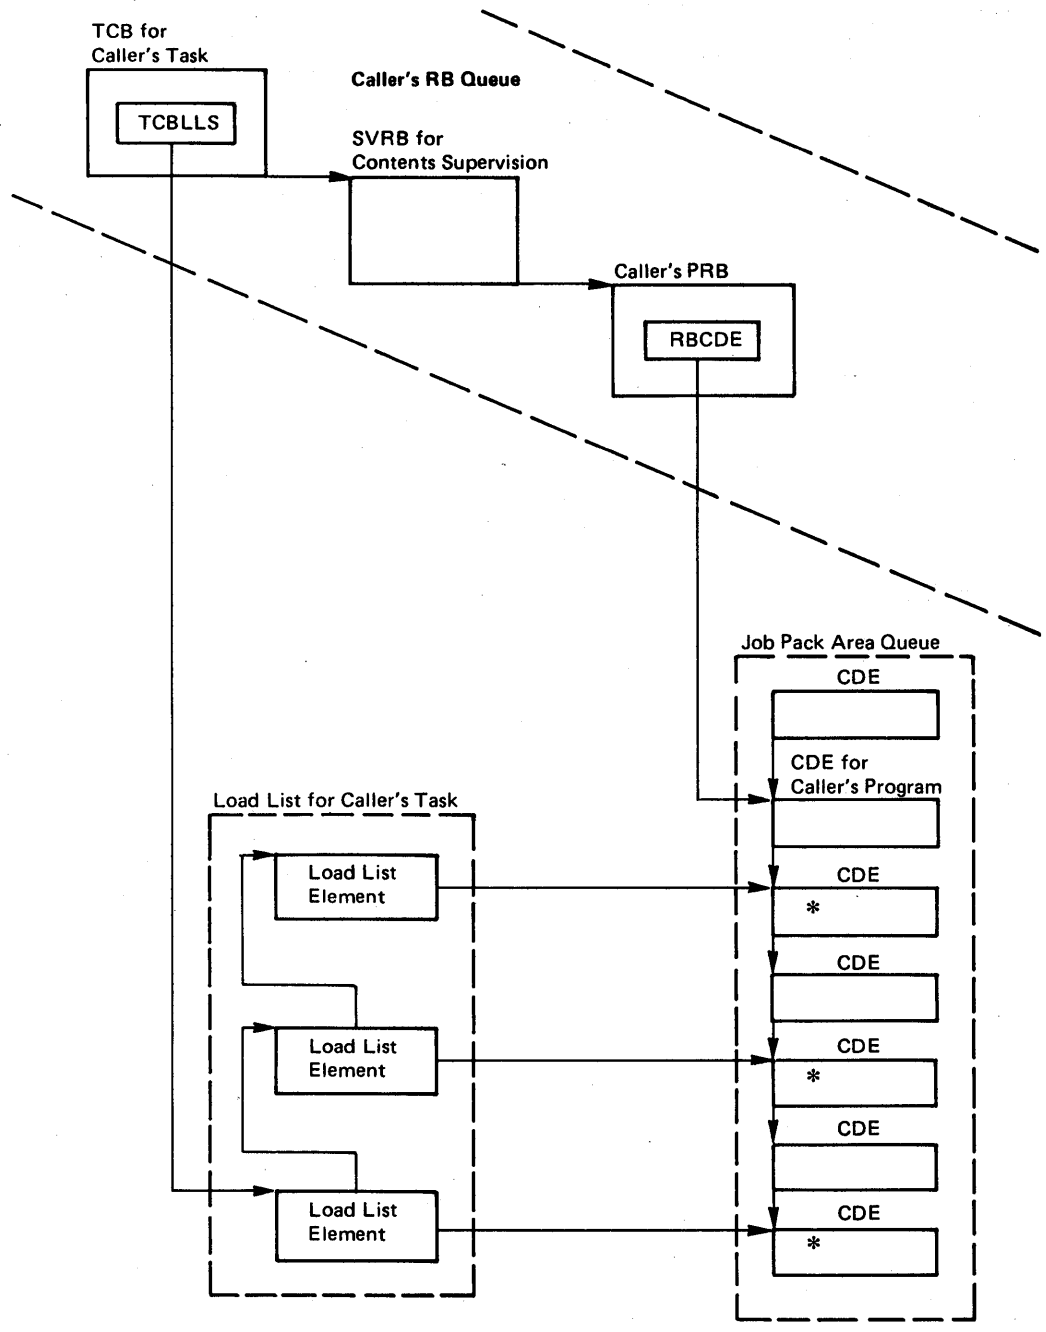 TCB for
Caller's Task
TCBLLS
Caller's RB Queue
SVRB for
Contents Supervision
Caller's PRB
RBCDE
Job Pack Area Queue
CDE
CDE for
Caller's Program
Load List for Caller's Task
Load List
Element
CDE
*
CDE
Load List
Element
CDE
*
CDE
Load List
Element
CDE
*